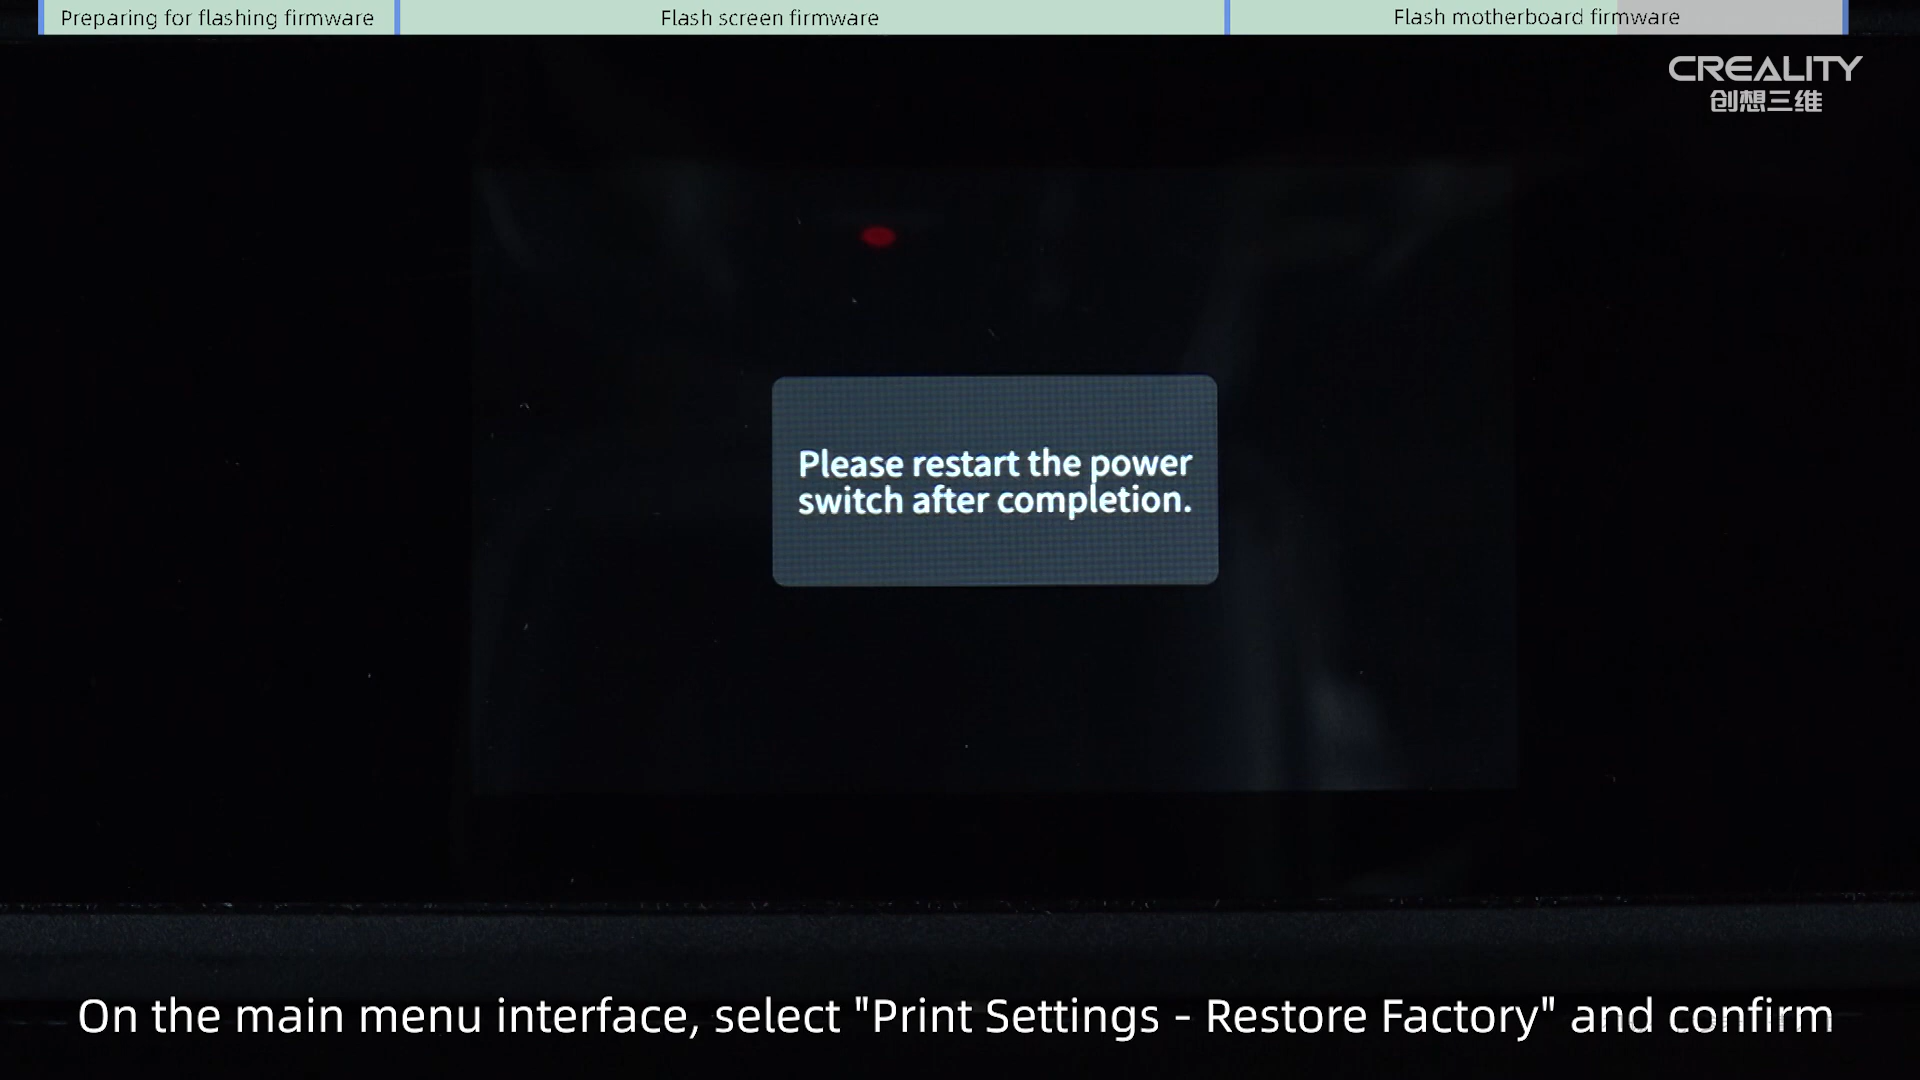 Preparing for flashing firmware
Flash screen firmware
Flash motherboard firmware
CREALITY
创想三维
Please restart the power
switch after completion.
On the main menu interface, select "Print Settings - Restore Factory" and confirm